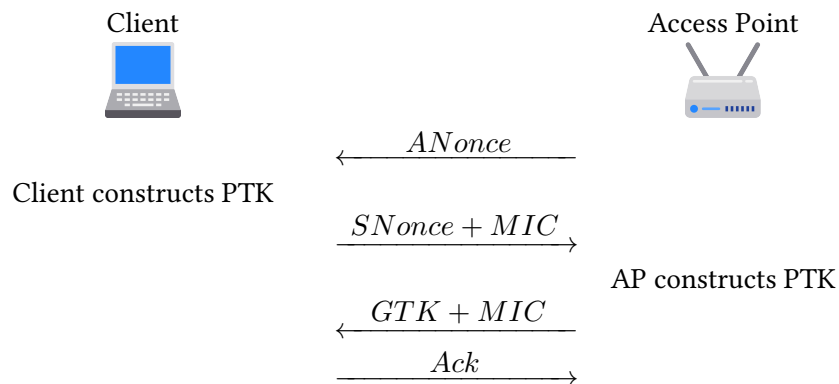 Client
Access Point
ANonce
Client constructs PTK
SNonce + MIC
AP constructs PTK
GTK + MIC
Ack